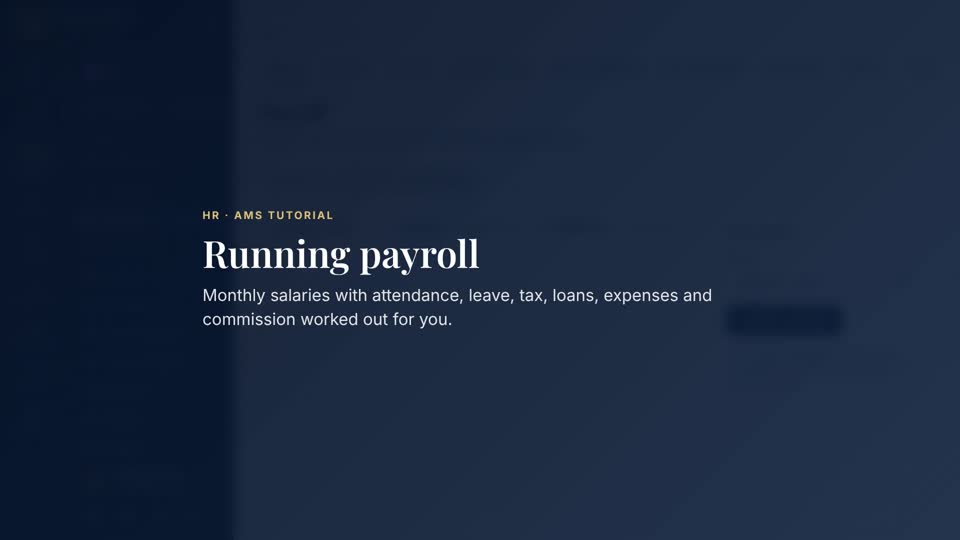 HR · AMS TUTORIAL
Running payroll
Monthly salaries with attendance, leave, tax, loans, expenses and
commission worked out for you.